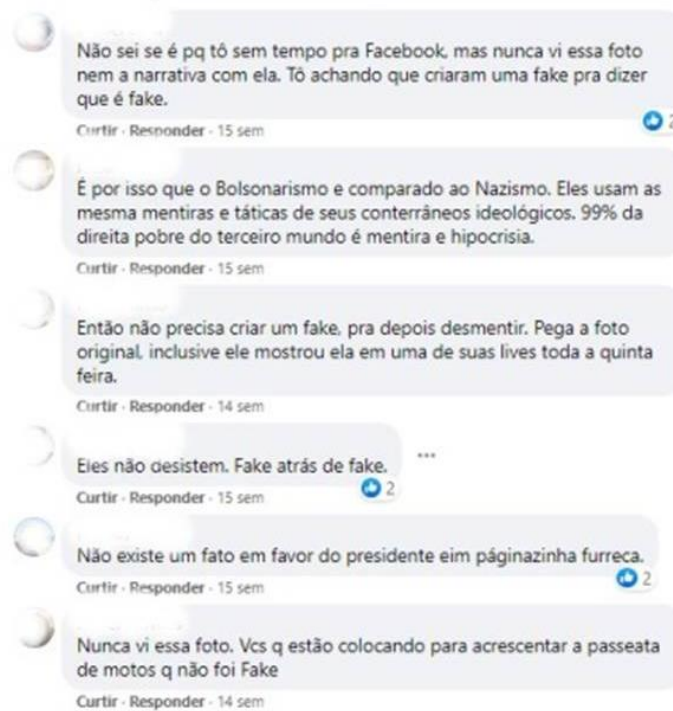 Não sei se é pq tô sem tempo pra Facebook, mas nunca vi essa foto
nem a narrativa com ela. Tô achando que criaram uma fake pra dizer
que é fake.
Curtir · Responder · 15 sem
2
É por isso que o Bolsonarismo e comparado ao Nazismo. Eles usam as
mesma mentiras e táticas de seus conterrâneos ideológicos. 99% da
direita pobre do terceiro mundo é mentira e hipocrisia.
Curtir · Responder · 15 sem
Então não precisa criar um fake, pra depois desmentir. Pega a foto
original, inclusive ele mostrou ela em uma de suas lives toda a quinta
feira.
Curtir · Responder · 14 sem
Eles não desistem. Fake atrás de fake.
2
Curtir · Responder · 15 sem
Não existe um fato em favor do presidente eim páginazinha furreca.
2
Curtir · Responder · 15 sem
Nunca vi essa foto. Vcs q estão colocando para acrescentar a passeata
de motos q não foi Fake
Curtir · Responder · 14 sem